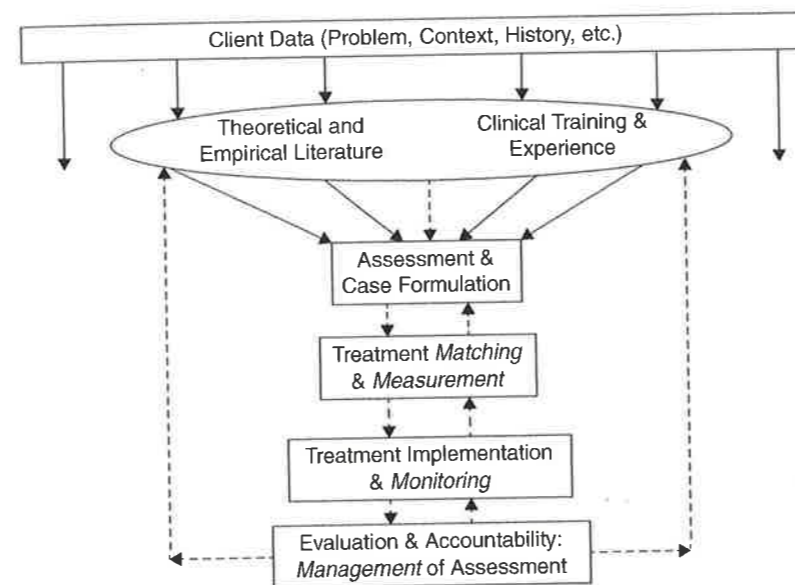 Client Data (Problem, Context, History, etc.)
Theoretical and
Empirical Literature
Clinical Training &
Experience
Assessment &
Case Formulation
Treatment Matching
& Measurement
Treatment Implementation
& Monitoring
Evaluation & Accountability:
Management of Assessment